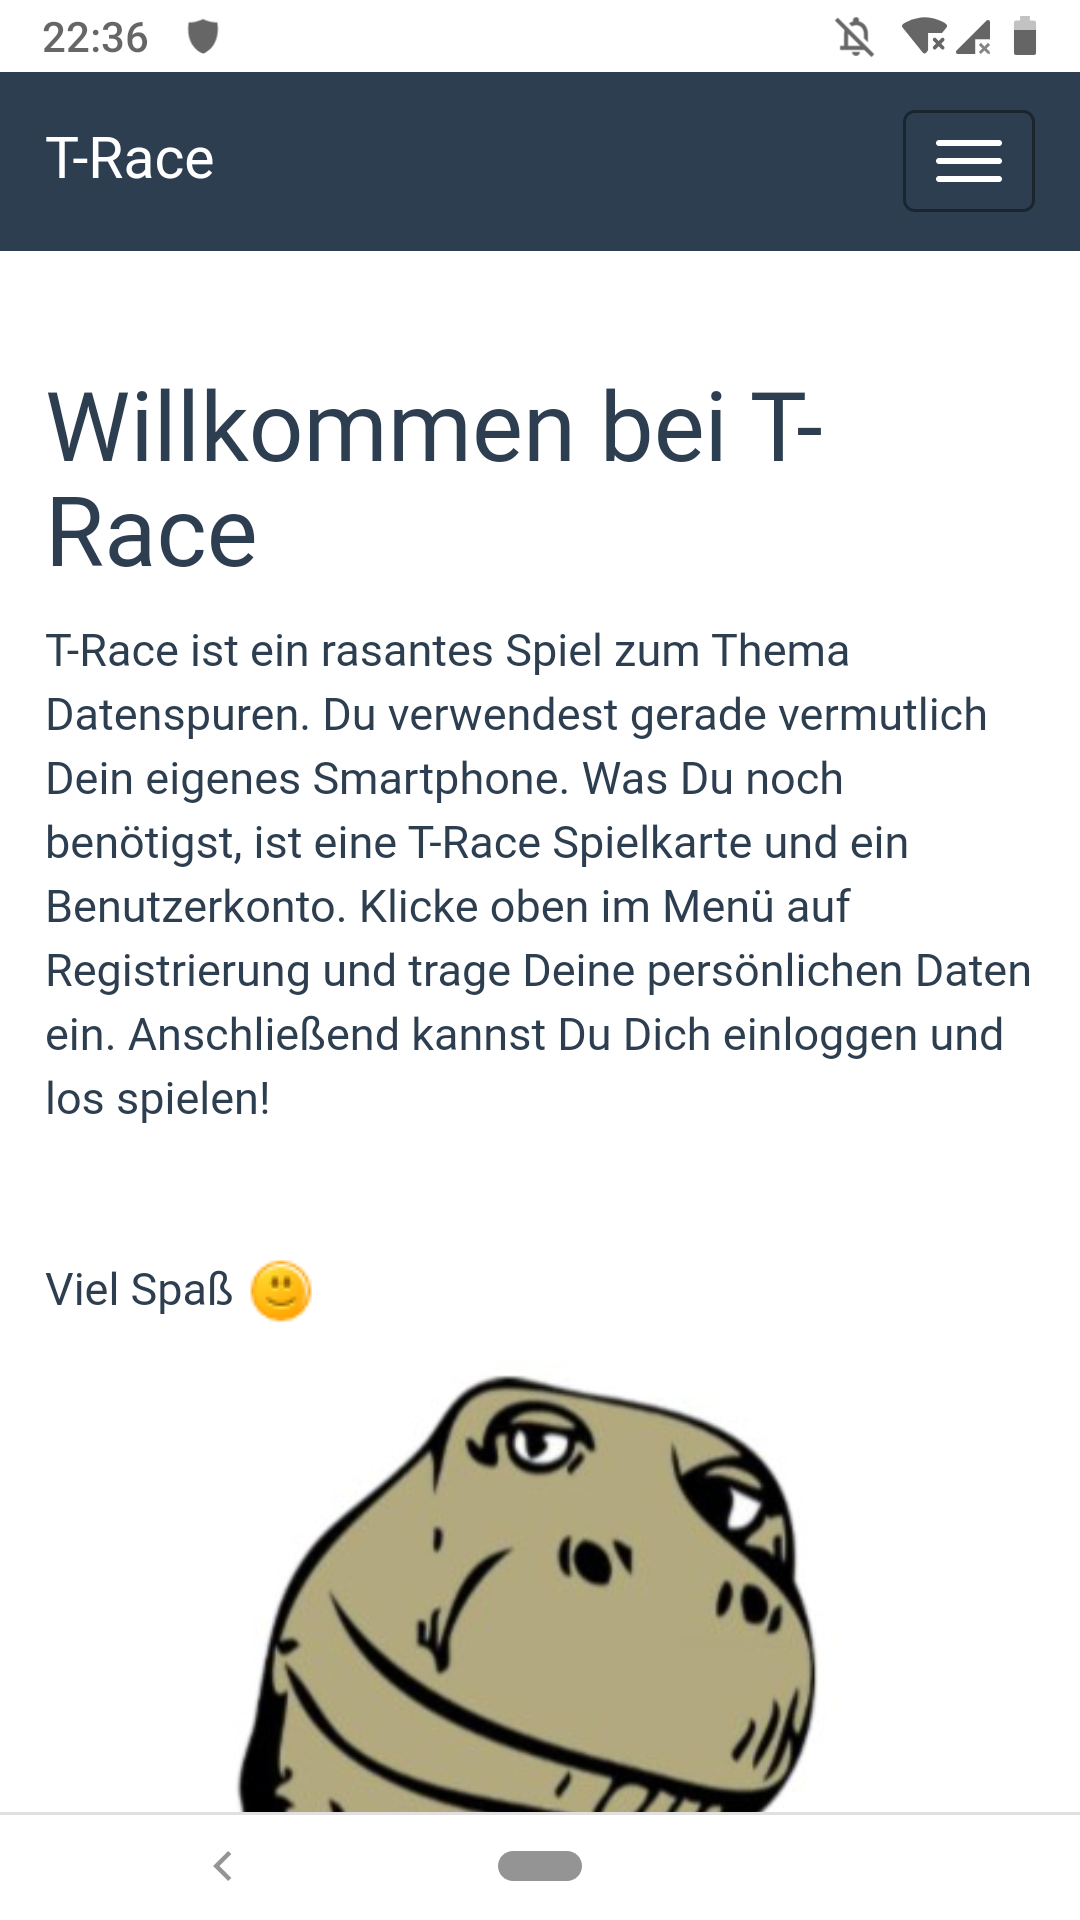 22:36
T-Race
Willkommen bei T-
Race
T-Race ist ein rasantes Spiel zum Thema
Datenspuren. Du verwendest gerade vermutlich
Dein eigenes Smartphone. Was Du noch
benötigst, ist eine T-Race Spielkarte und ein
Benutzerkonto. Klicke oben im Menü auf
Registrierung und trage Deine persönlichen Daten
ein. Anschließend kannst Du Dich einloggen und
los spielen!
Viel Spaß 🙂